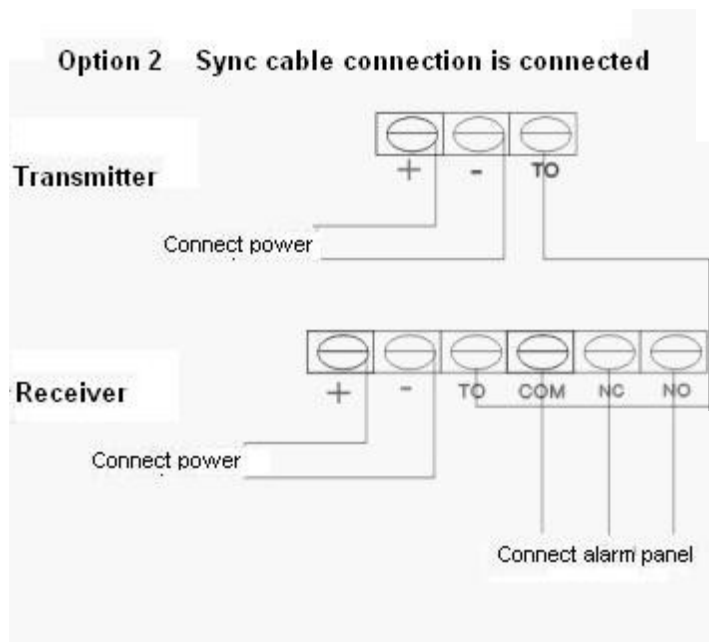 Option 2 Sync cable connection is connected
+ - TO
Transmitter
Connect power
+ - TO COM NC NO
Receiver
Connect power
Connect alarm panel